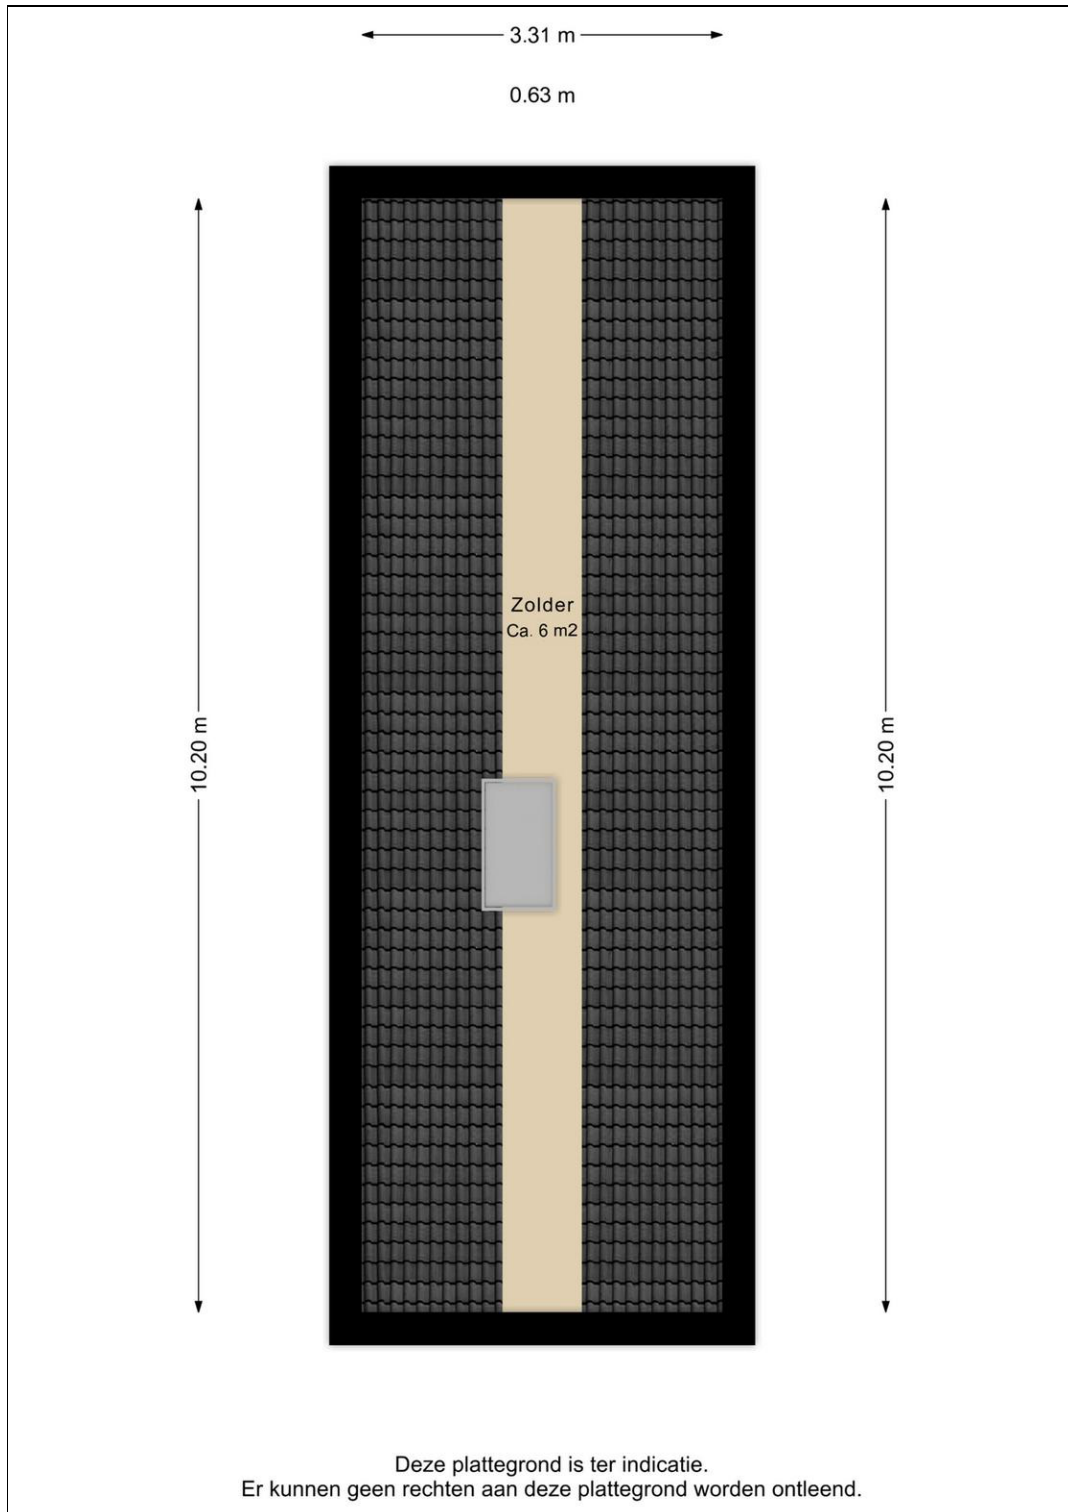 3.31 m
0.63 m
10.20 m
10.20 m
Zolder
Ca. 6 m2
Deze plattegrond is ter indicatie.
Er kunnen geen rechten aan deze plattegrond worden ontleend.